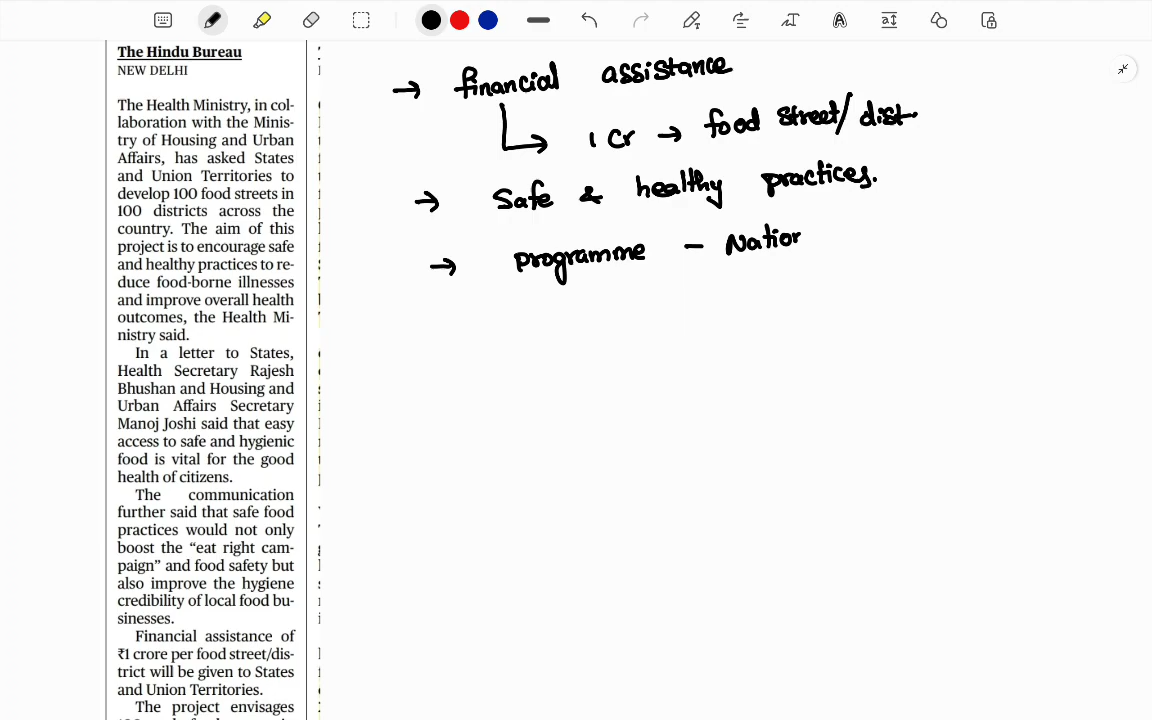 The Hindu Bureau
NEW DELHI
The Health Ministry, in col-
laboration with the Minis-
try of Housing and Urban
Affairs, has asked States
and Union Territories to
develop 100 food streets in
100 districts across the
country. The aim of this
project is to encourage safe
and healthy practices to re-
duce food-borne illnesses
and improve overall health
outcomes, the Health Mi-
nistry said.
In a letter to States,
Health Secretary Rajesh
Bhushan and Housing and
Urban Affairs Secretary
Manoj Joshi said that easy
access to safe and hygienic
food is vital for the good
health of citizens.
The communication
further said that safe food
practices would not only
boost the “eat right cam-
paign” and food safety but
also improve the hygiene
credibility of local food bu-
sinesses.
Financial assistance of
₹1 crore per food street/dis-
trict will be given to States
and Union Territories.
The project envisages
→ financial assistance
→ 1 Cr → food street/dist.
→ Safe & healthy practices.
→ programme - Nation